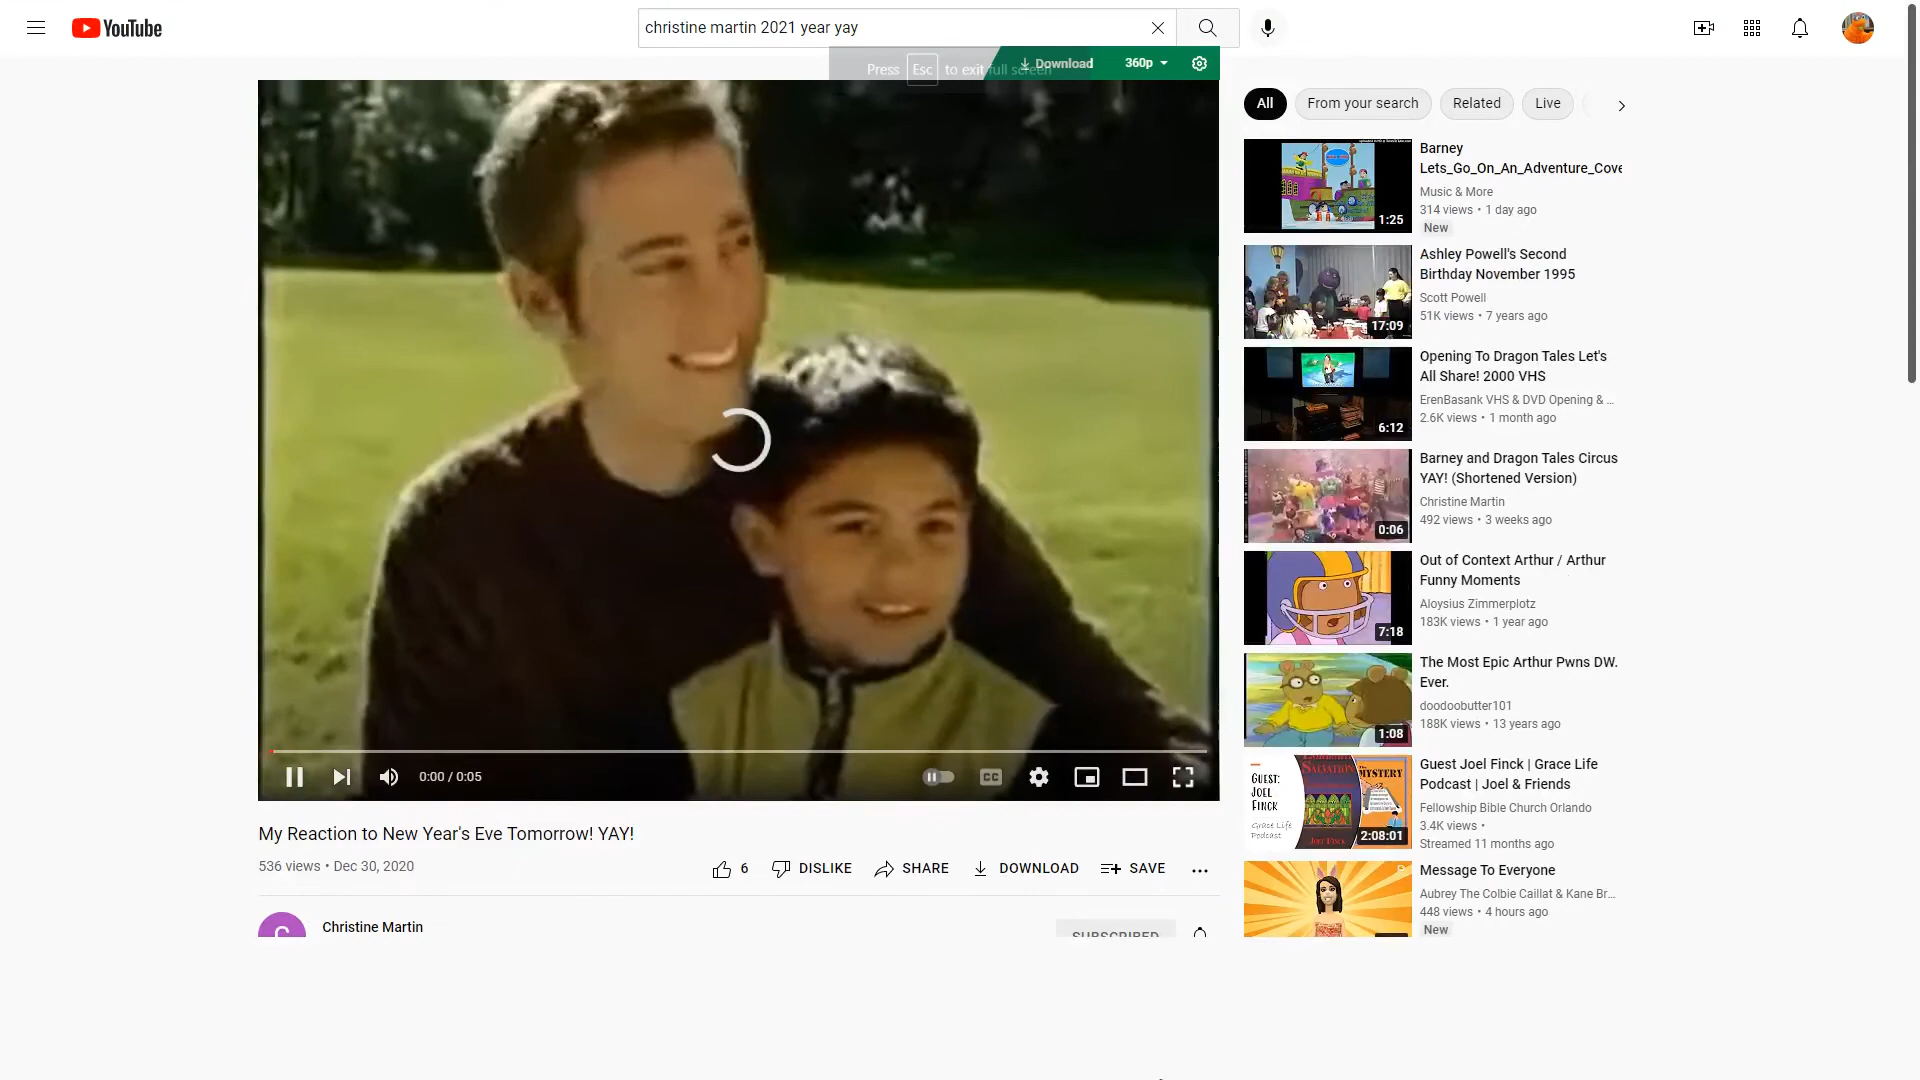 YouTube
christine martin 2021 year yay
Press Esc to exit full screen
Download
360p
0:00 / 0:05
CC
My Reaction to New Year's Eve Tomorrow! YAY!
536 views • Dec 30, 2020
6
DISLIKE
SHARE
DOWNLOAD
SAVE
C
Christine Martin
SUBSCRIBED
All
From your search
Related
Live
1:25
Barney
Lets_Go_On_An_Adventure_Cove
Music & More
314 views • 1 day ago
New
17:09
Ashley Powell's Second
Birthday November 1995
Scott Powell
51K views • 7 years ago
6:12
Opening To Dragon Tales Let's
All Share! 2000 VHS
ErenBasank VHS & DVD Opening & ...
2.6K views • 1 month ago
0:06
Barney and Dragon Tales Circus
YAY! (Shortened Version)
Christine Martin
492 views • 3 weeks ago
7:18
Out of Context Arthur / Arthur
Funny Moments
Aloysius Zimmerplotz
183K views • 1 year ago
1:08
The Most Epic Arthur Pwns DW.
Ever.
doodoobutter101
188K views • 13 years ago
GUEST:
JOEL
FINCK
Grace Life
Podcast
SALVATION
MYSTERY
JOEL FINCK
2:08:01
Guest Joel Finck | Grace Life
Podcast | Joel & Friends
Fellowship Bible Church Orlando
3.4K views •
Streamed 11 months ago
Message To Everyone
Aubrey The Colbie Caillat & Kane Br...
448 views • 4 hours ago
New